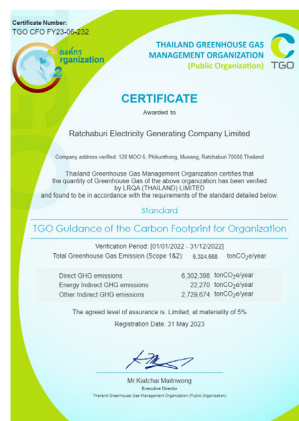 Certificate Number:
TGO CFO FY23-06-232
องค์กร
rganization
2
THAILAND GREENHOUSE GAS
MANAGEMENT ORGANIZATION
(Public Organization)
TGO
CERTIFICATE
Awarded to
Ratchaburi Electricity Generating Company Limited
Company address verified 128 MOO 6, Phikunthong, Mueang, Ratchaburi 70000 Thailand
Thailand Greenhouse Gas Management Organization certifies that
the quantity of Greenhouse Gas of the above organization has been verified
by LRQA (THAILAND) LIMITED
and found to be in accordance with the requirements of the standard detailed below.
Standard
TGO Guidance of the Carbon Footprint for Organization
Verification Period: [01/01/2022 - 31/12/2022]
Total Greenhouse Gas Emission (Scope 1&2): 6,324,668 tonCO₂e/year
Direct GHG emissions 6,302,398 tonCO₂e/year
Energy Indirect GHG emissions 22,270 tonCO₂e/year
Other Indirect GHG emissions 2,729,674 tonCO₂e/year
The agreed level of assurance is Limited, at materiality of 5%
Registration Date: 31 May 2023
Mr.Kiatchai Maitriwong
Executive Director
Thailand Greenhouse Gas Management Organization (Public Organization)